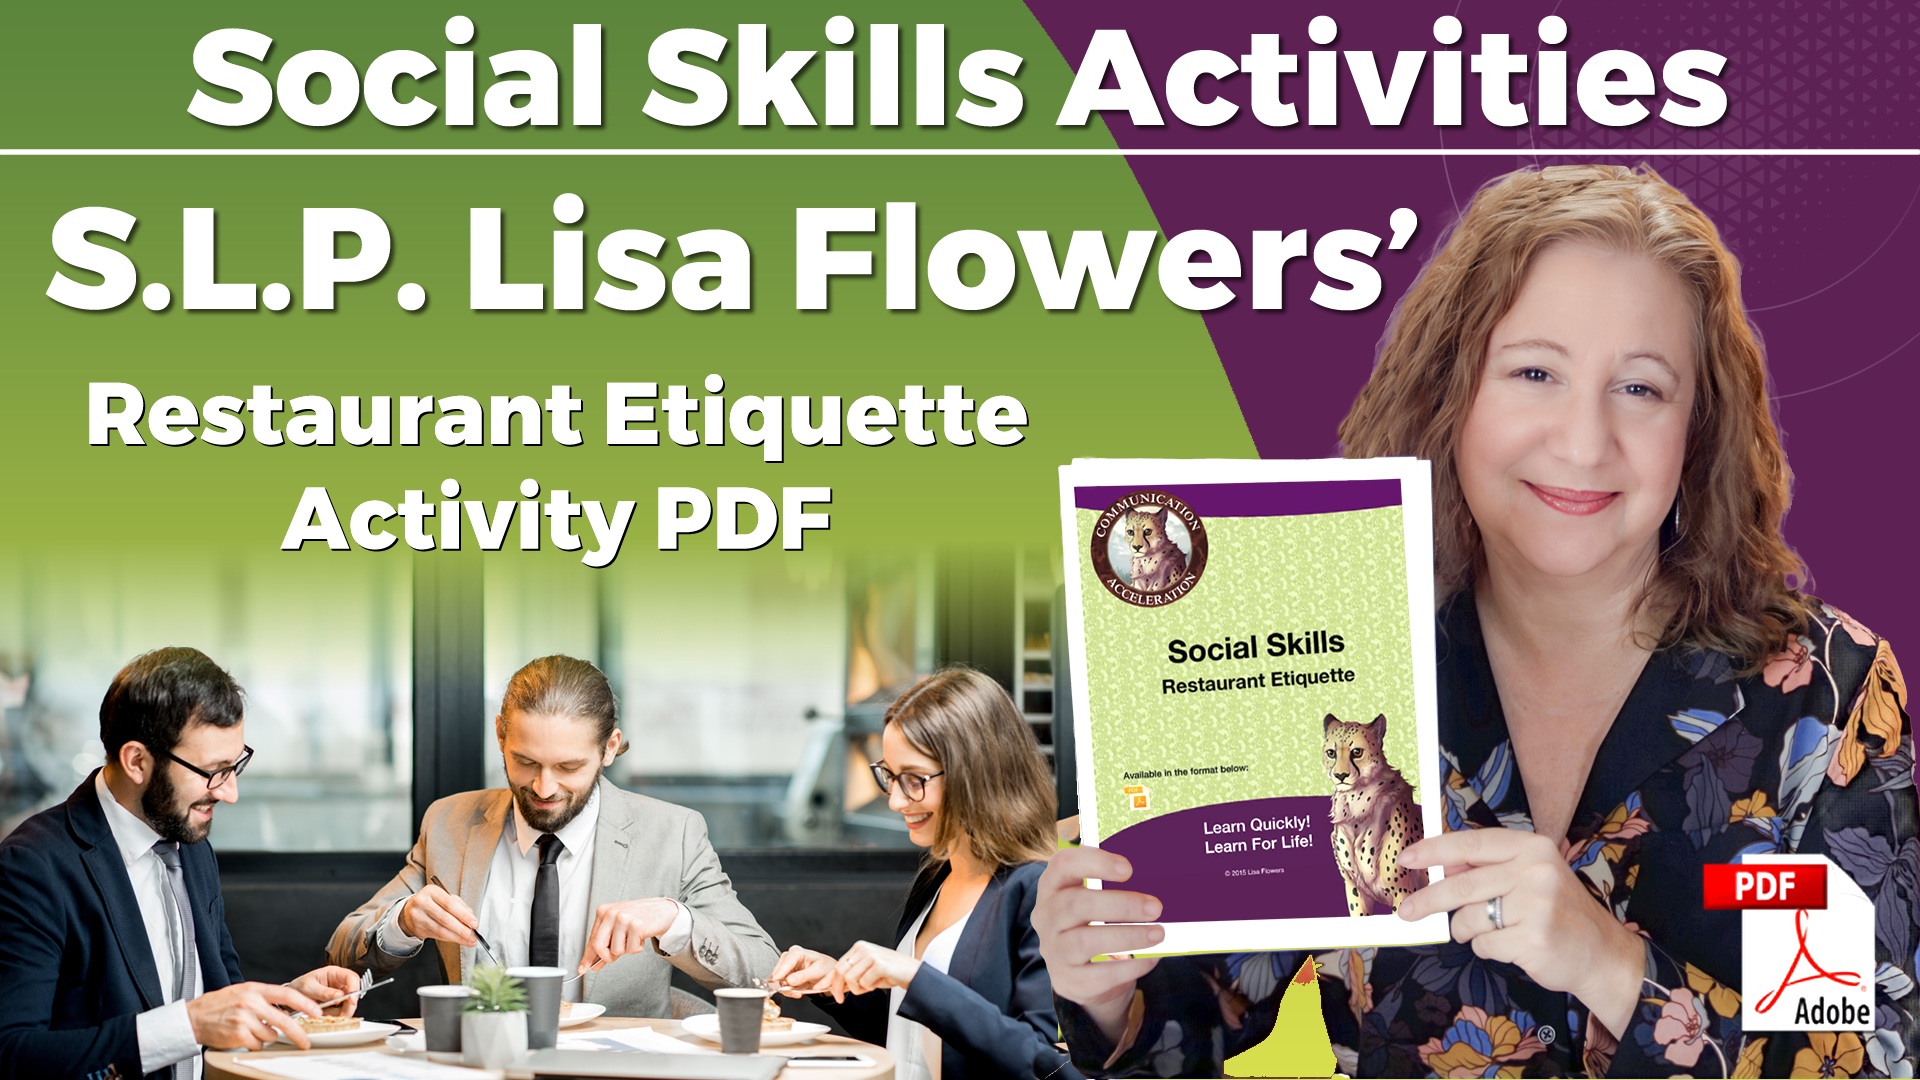 Social Skills Activities
S.L.P. Lisa Flowers’
Restaurant Etiquette
Activity PDF
COMMUNICATION
ACCELERATION
Social Skills
Restaurant Etiquette
Available in the format below:
PDF
Learn Quickly!
Learn For Life!
© 2015 Lisa Flowers
PDF
Adobe